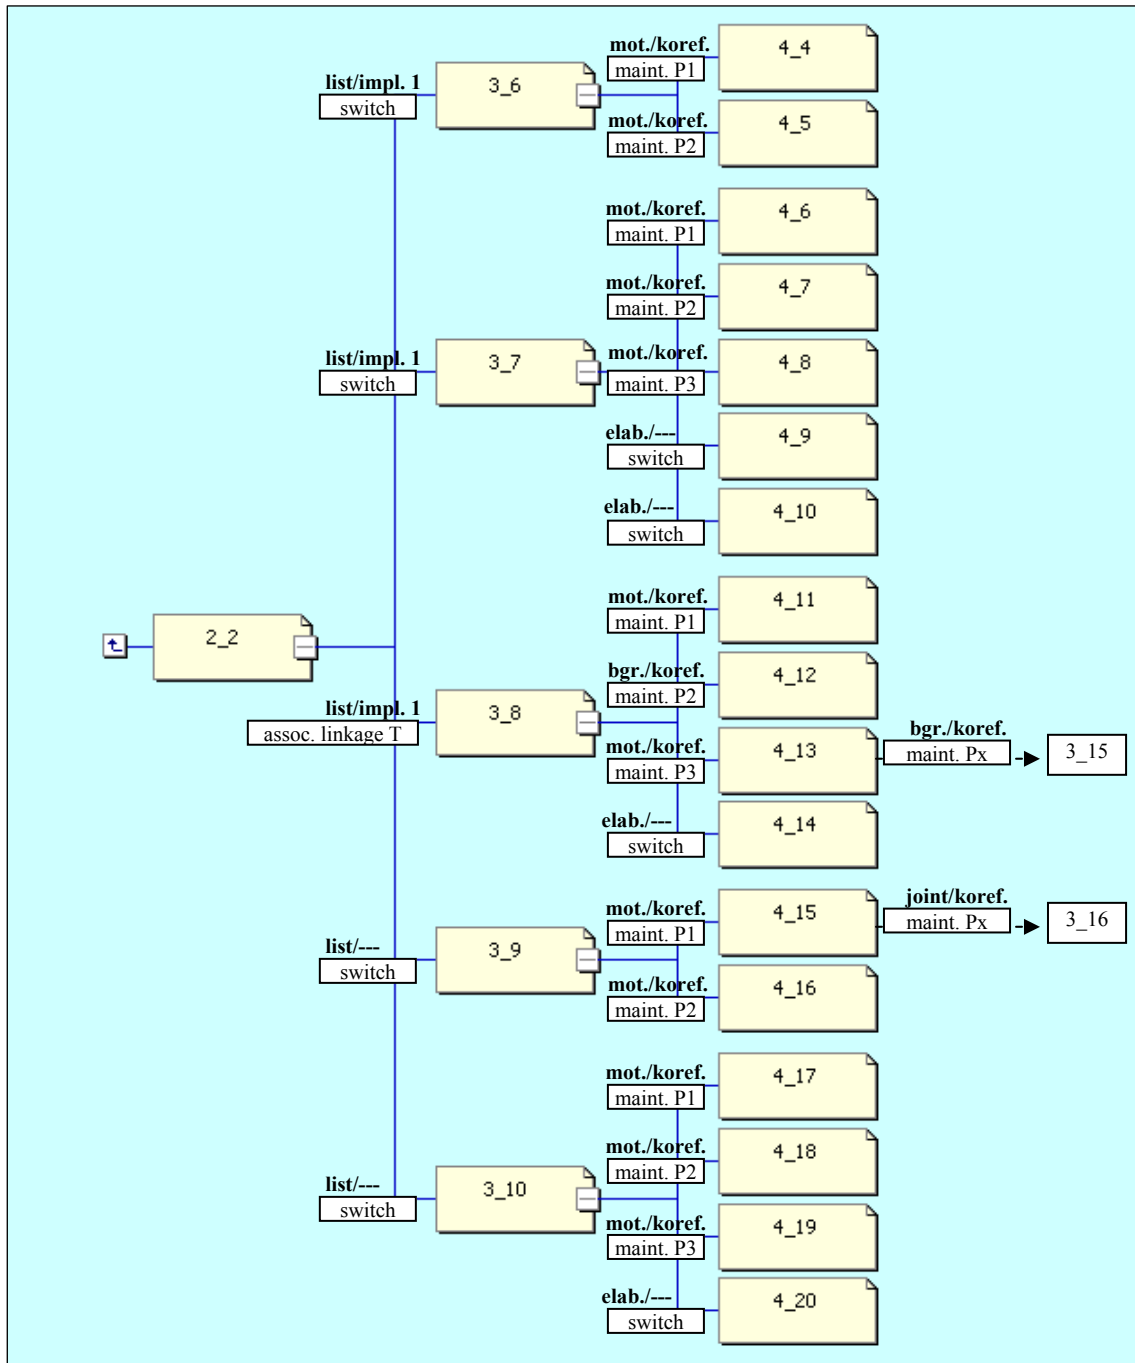 mot./koref.
4_4
maint. P1
list/impl. 1
3_6
switch
mot./koref.
4_5
maint. P2
mot./koref.
4_6
maint. P1
mot./koref.
4_7
maint. P2
list/impl. 1
3_7
switch
mot./koref.
4_8
maint. P3
elab./---
4_9
switch
elab./---
4_10
switch
2_2
mot./koref.
4_11
maint. P1
bgr./koref.
4_12
maint. P2
list/impl. 1
3_8
assoc. linkage T
mot./koref.
4_13
maint. P3
bgr./koref.
maint. Px
3_15
elab./---
4_14
switch
mot./koref.
4_15
maint. P1
joint/koref.
maint. Px
3_16
list/---
3_9
switch
mot./koref.
4_16
maint. P2
mot./koref.
4_17
maint. P1
mot./koref.
4_18
maint. P2
list/---
3_10
switch
mot./koref.
4_19
maint. P3
elab./---
4_20
switch